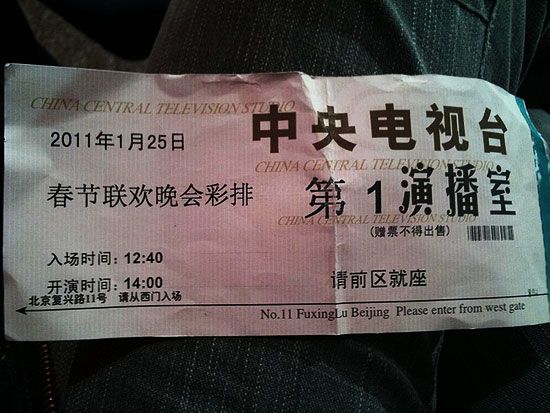 CHINA CENTRAL TELEVISION STUDIO
中央电视台
2011年1月25日
CHINA CENTRAL TELEVISION STUDIO
春节联欢晚会彩排
第1演播室
CHINA CENTRAL TELEVISION STUDIO
(赠票不得出售)
入场时间：12:40
开演时间：14:00
请前区就座
北京复兴路11号 请从西门入场
No.11 FuxingLu Beijing Please enter from west gate